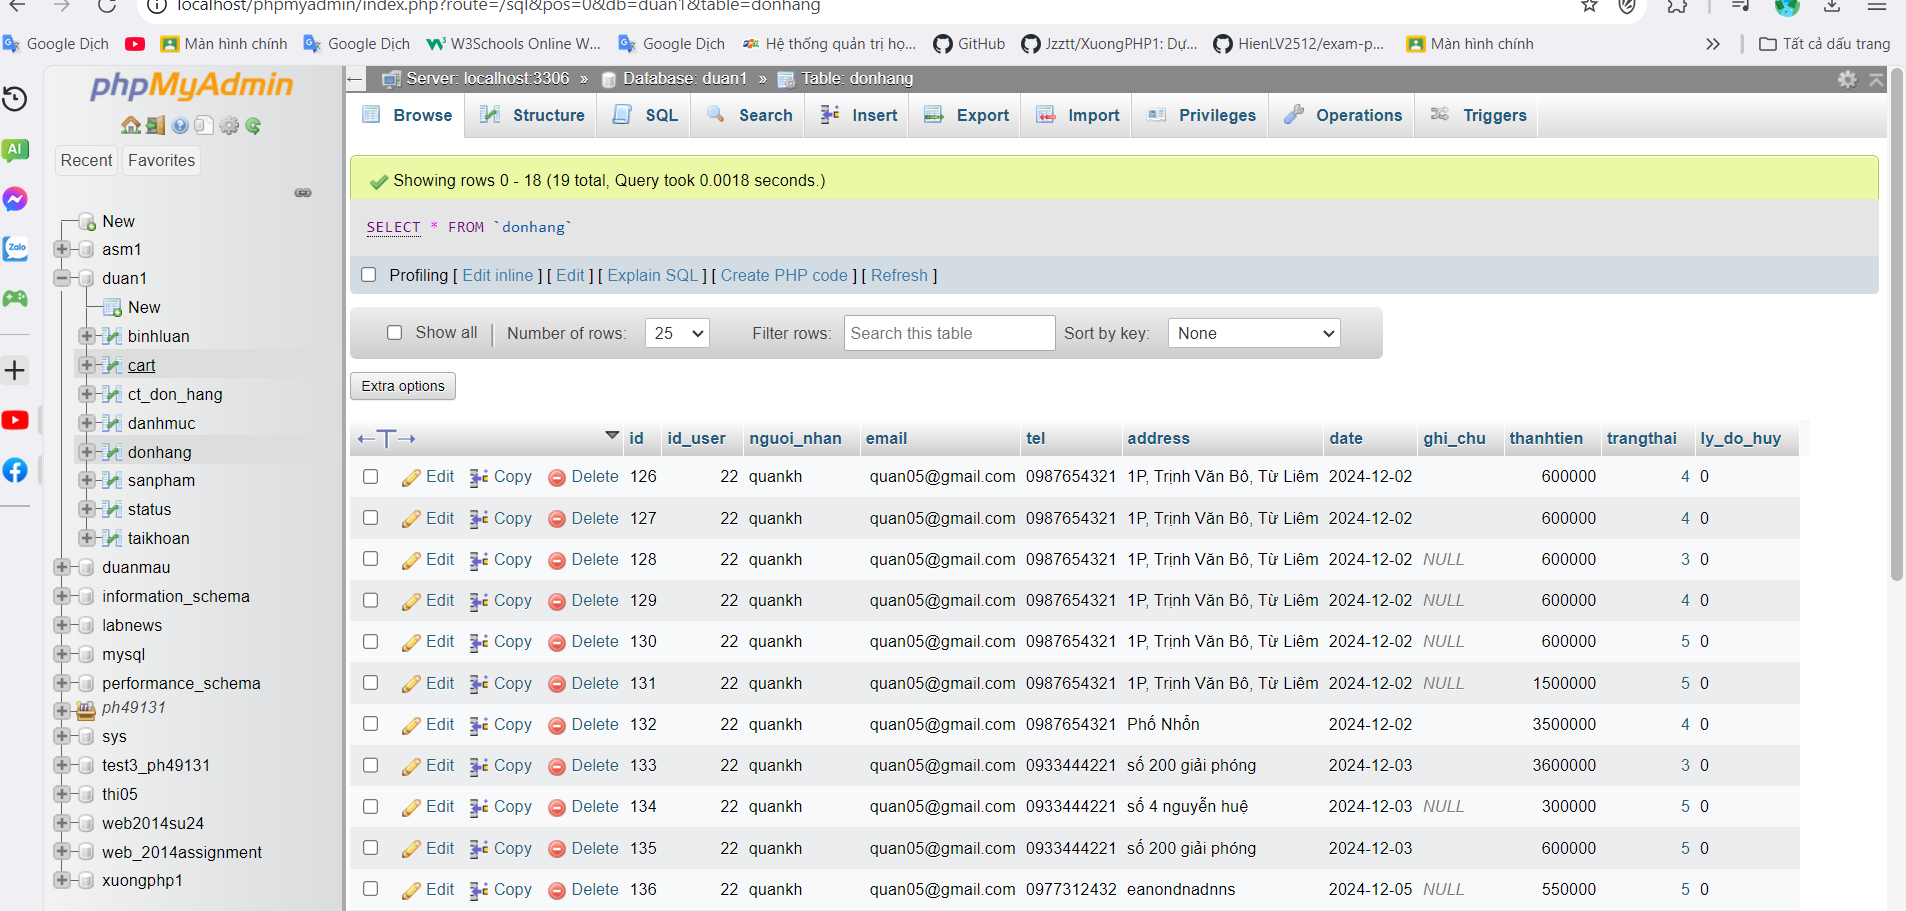 localhost/phpmyadmin/index.php?route=/sql&pos=0&db=duan1&table=donhang
Google Dịch
Màn hình chính
Google Dịch
W3Schools Online W...
Google Dịch
Hệ thống quản trị họ...
GitHub
Jzztt/XuongPHP1: Dự...
HienLV2512/exam-p...
Màn hình chính
Tất cả dấu trang
AI
Zalo
phpMyAdmin
Recent
Favorites
New
asm1
duan1
New
binhluan
cart
ct_don_hang
danhmuc
donhang
sanpham
status
taikhoan
duanmau
information_schema
labnews
mysql
performance_schema
ph49131
sys
test3_ph49131
thi05
web2014su24
web_2014assignment
xuongphp1
Server: localhost:3306 » Database: duan1 » Table: donhang
Browse Structure SQL Search Insert Export Import Privileges Operations Triggers
Showing rows 0 - 18 (19 total, Query took 0.0018 seconds.)
SELECT * FROM `donhang`
Profiling [ Edit inline ] [ Edit ] [ Explain SQL ] [ Create PHP code ] [ Refresh ]
Show all Number of rows: 25 Filter rows: Search this table Sort by key: None
Extra options
id id_user nguoi_nhan email tel address date ghi_chu thanhtien trangthai ly_do_huy
Edit Copy Delete 126 22 quankh quan05@gmail.com 0987654321 1P, Trịnh Văn Bô, Từ Liêm 2024-12-02 600000 4 0
Edit Copy Delete 127 22 quankh quan05@gmail.com 0987654321 1P, Trịnh Văn Bô, Từ Liêm 2024-12-02 600000 4 0
Edit Copy Delete 128 22 quankh quan05@gmail.com 0987654321 1P, Trịnh Văn Bô, Từ Liêm 2024-12-02 NULL 600000 3 0
Edit Copy Delete 129 22 quankh quan05@gmail.com 0987654321 1P, Trịnh Văn Bô, Từ Liêm 2024-12-02 NULL 600000 4 0
Edit Copy Delete 130 22 quankh quan05@gmail.com 0987654321 1P, Trịnh Văn Bô, Từ Liêm 2024-12-02 NULL 600000 5 0
Edit Copy Delete 131 22 quankh quan05@gmail.com 0987654321 1P, Trịnh Văn Bô, Từ Liêm 2024-12-02 NULL 1500000 5 0
Edit Copy Delete 132 22 quankh quan05@gmail.com 0987654321 Phố Nhổn 2024-12-02 3500000 4 0
Edit Copy Delete 133 22 quankh quan05@gmail.com 0933444221 số 200 giải phóng 2024-12-03 3600000 3 0
Edit Copy Delete 134 22 quankh quan05@gmail.com 0933444221 số 4 nguyễn huệ 2024-12-03 NULL 300000 5 0
Edit Copy Delete 135 22 quankh quan05@gmail.com 0933444221 số 200 giải phóng 2024-12-03 600000 5 0
Edit Copy Delete 136 22 quankh quan05@gmail.com 0977312432 eanondnadnns 2024-12-05 NULL 550000 5 0